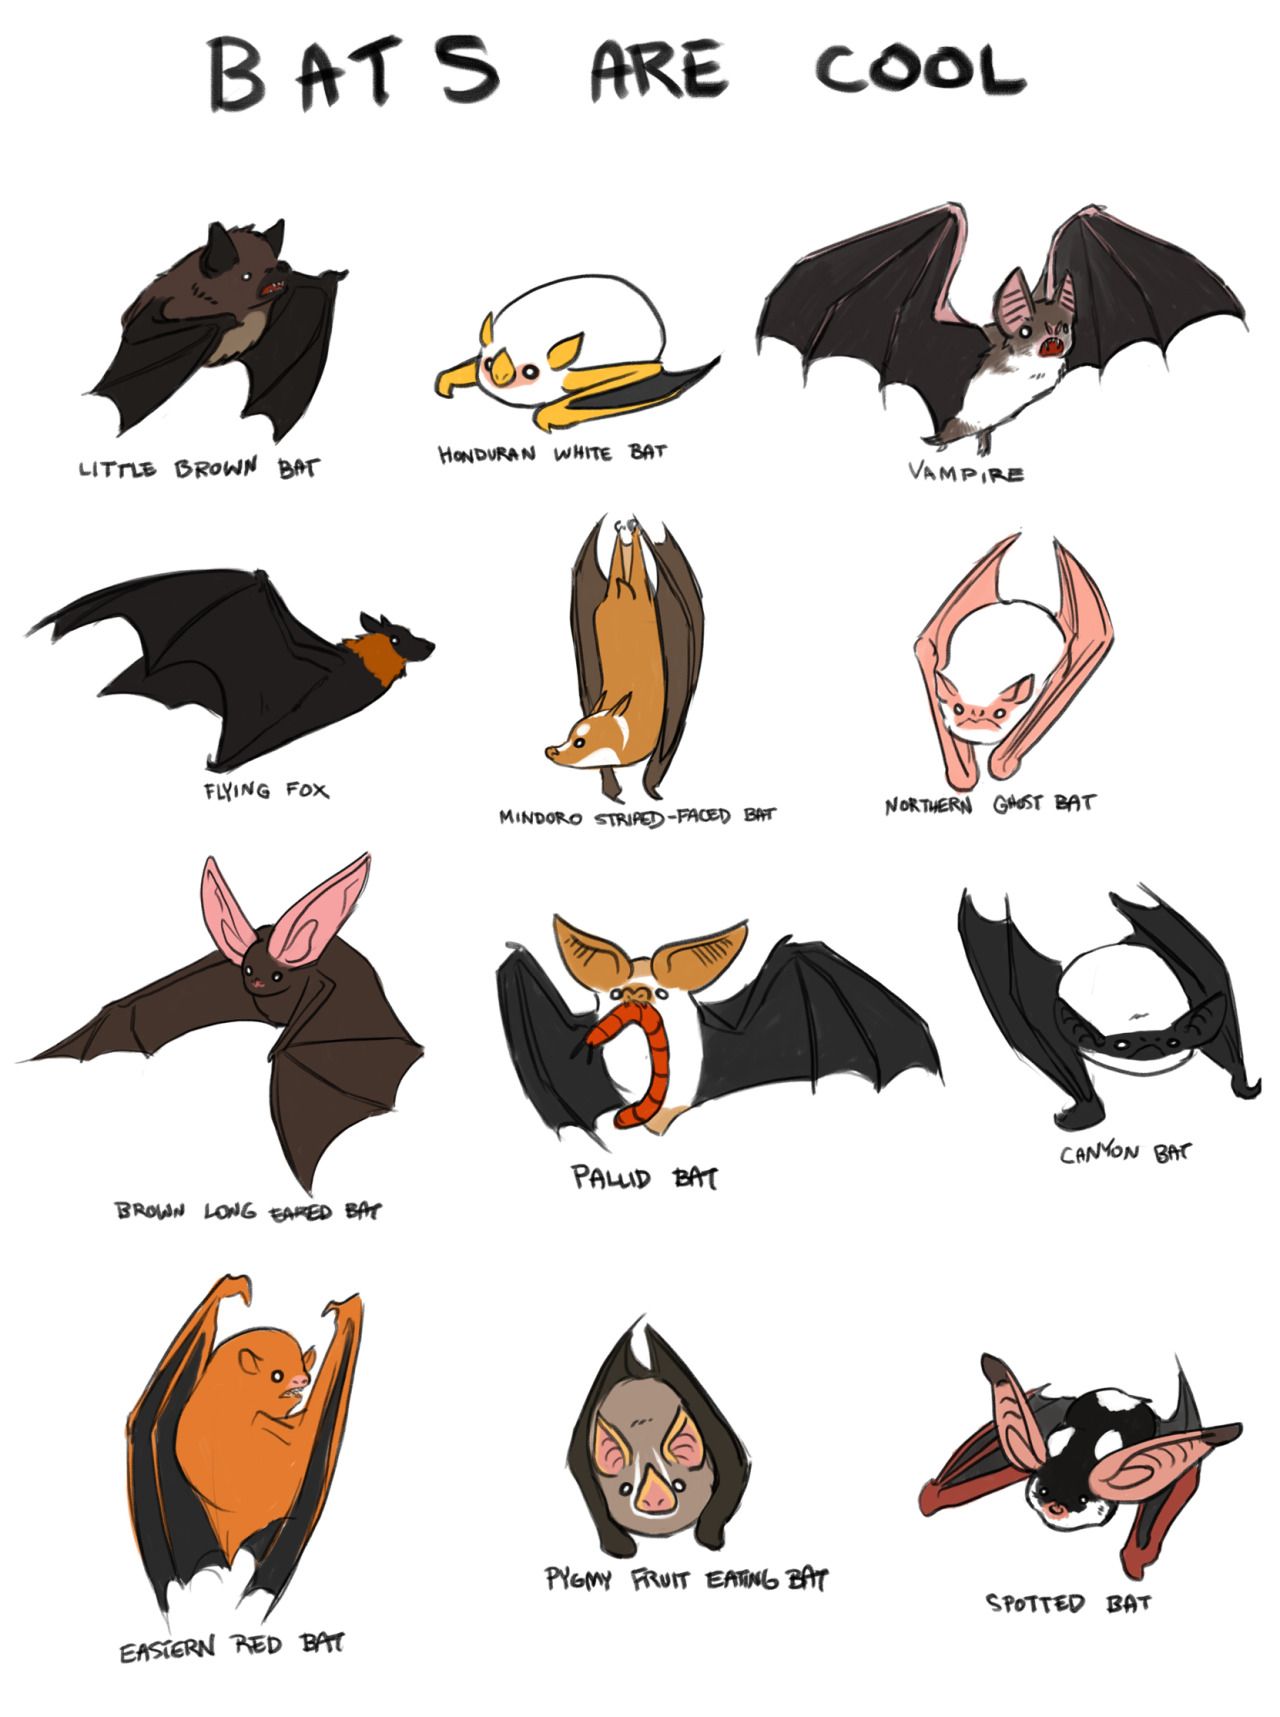 BATS ARE COOL
LITTLE BROWN BAT
HONDURAN WHITE BAT
VAMPIRE
FLYING FOX
MINDORO STRIPED-FACED BAT
NORTHERN GHOST BAT
BROWN LONG EARED BAT
PALLID BAT
CANYON BAT
EASTERN RED BAT
PYGMY FRUIT EATING BAT
SPOTTED BAT